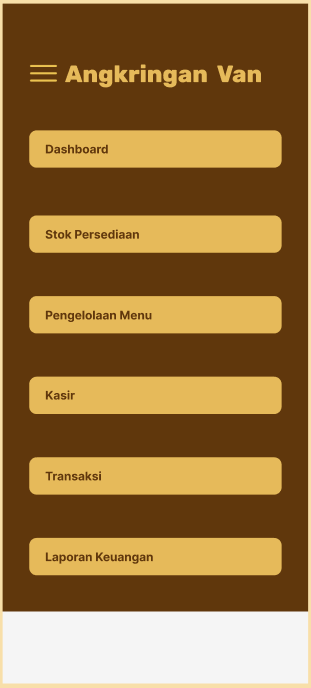 Angkringan Van
Dashboard
Stok Persediaan
Pengelolaan Menu
Kasir
Transaksi
Laporan Keuangan